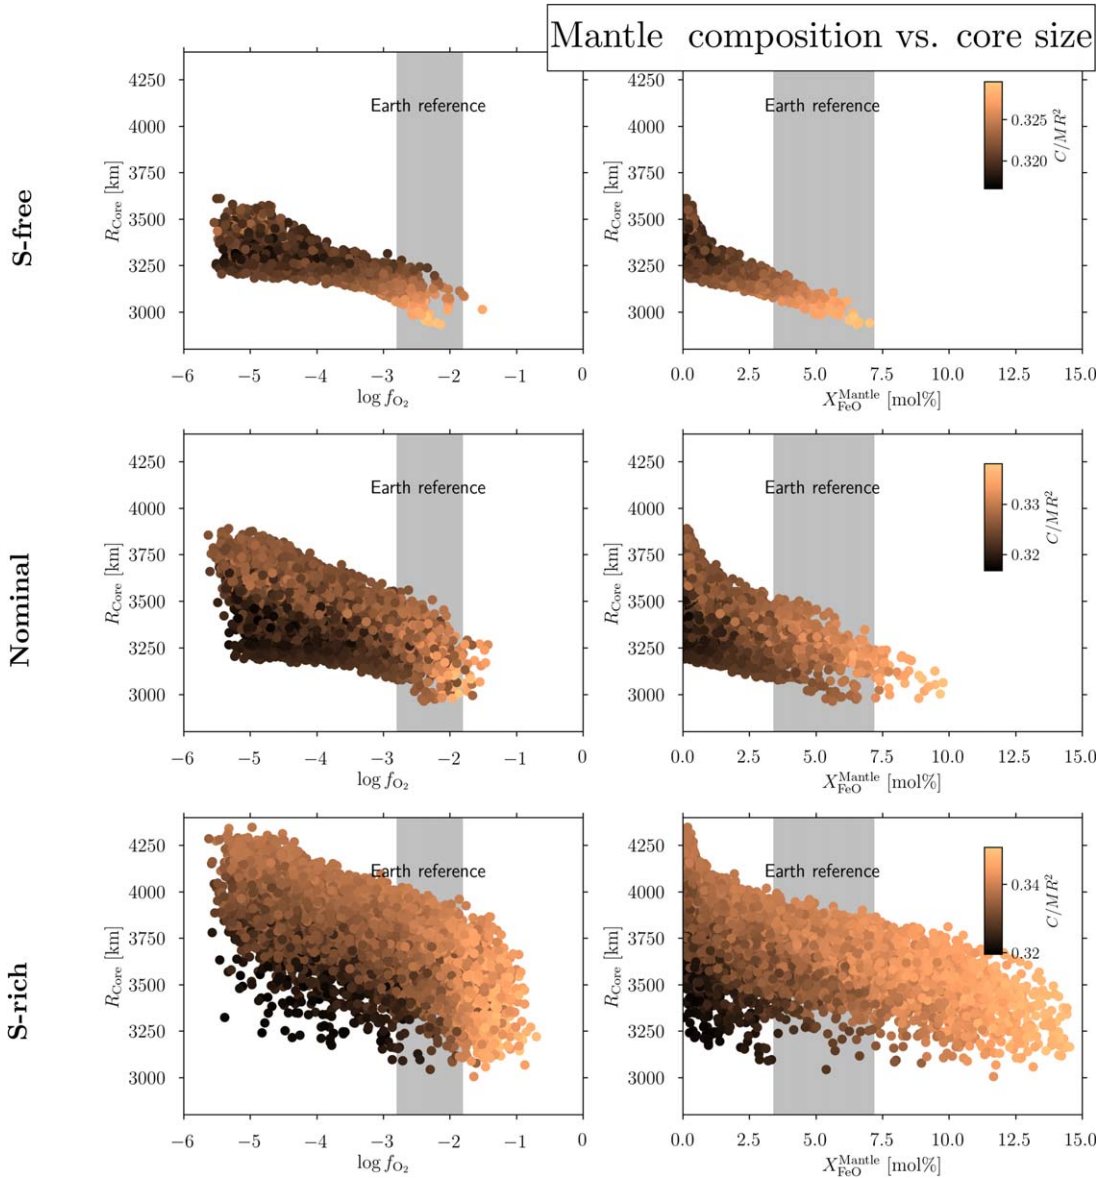 Mantle composition vs. core size
S-free
4250
4000
3750
3500
3250
3000
R_Core [km]
Earth reference
−6 −5 −4 −3 −2 −1 0
log f_O₂
4250
4000
3750
3500
3250
3000
R_Core [km]
Earth reference
0.325
0.320
C/MR²
0.0 2.5 5.0 7.5 10.0 12.5 15.0
X_FeO^Mantle [mol%]
Nominal
4250
4000
3750
3500
3250
3000
R_Core [km]
Earth reference
−6 −5 −4 −3 −2 −1 0
log f_O₂
4250
4000
3750
3500
3250
3000
R_Core [km]
Earth reference
0.33
0.32
C/MR²
0.0 2.5 5.0 7.5 10.0 12.5 15.0
X_FeO^Mantle [mol%]
S-rich
4250
4000
3750
3500
3250
3000
R_Core [km]
Earth reference
−6 −5 −4 −3 −2 −1 0
log f_O₂
4250
4000
3750
3500
3250
3000
R_Core [km]
Earth reference
0.34
0.32
C/MR²
0.0 2.5 5.0 7.5 10.0 12.5 15.0
X_FeO^Mantle [mol%]